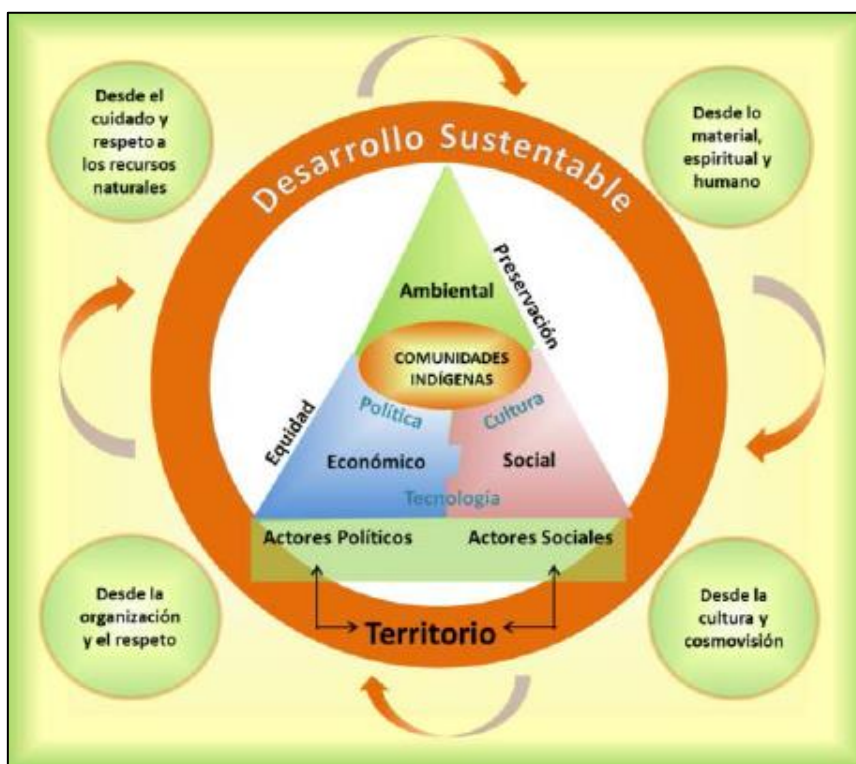 Desde el
cuidado y
respeto a
los recursos
naturales
Desde lo
material,
espiritual y
humano
Desarrollo Sustentable
Preservación
Ambiental
COMUNIDADES
INDÍGENAS
Política
Cultura
Equidad
Económico
Social
Tecnología
Actores Políticos
Actores Sociales
Territorio
Desde la
organización
y el respeto
Desde la
cultura y
cosmovisión